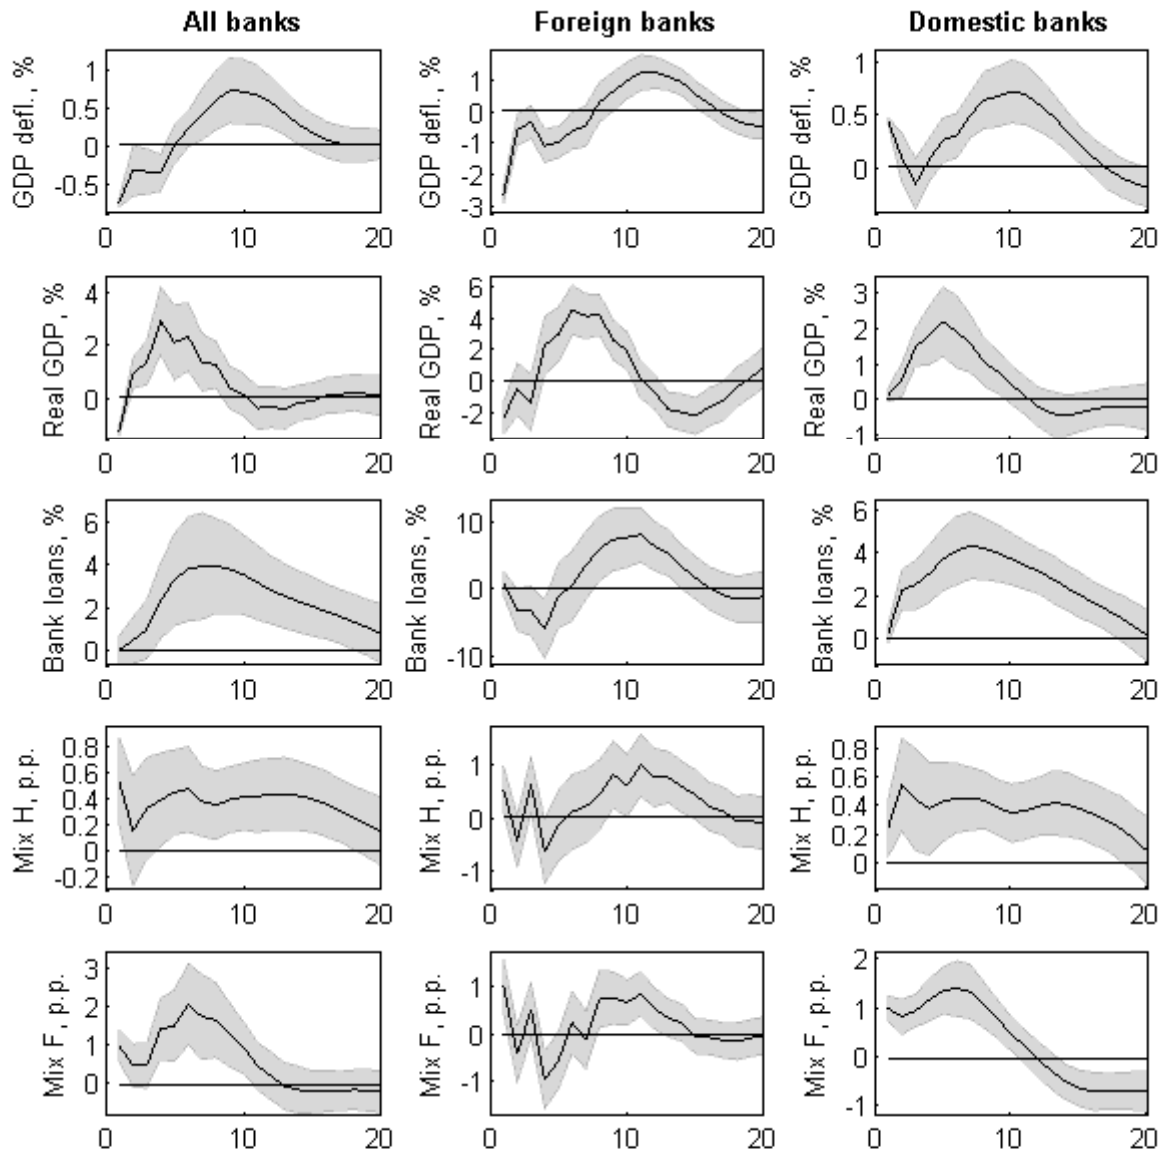 All banks Foreign banks Domestic banks
GDP defl., %
1
0.5
0
-0.5
0 10 20
GDP defl., %
1
0
-1
-2
-3
0 10 20
GDP defl., %
1
0.5
0
0 10 20
Real GDP, %
4
2
0
0 10 20
Real GDP, %
6
4
2
0
-2
0 10 20
Real GDP, %
3
2
1
0
-1
0 10 20
Bank loans, %
6
4
2
0
0 10 20
Bank loans, %
10
0
-10
0 10 20
Bank loans, %
6
4
2
0
0 10 20
Mix H, p.p.
0.8
0.6
0.4
0.2
0
-0.2
0 10 20
Mix H, p.p.
1
0
-1
0 10 20
Mix H, p.p.
0.8
0.6
0.4
0.2
0
0 10 20
Mix F, p.p.
3
2
1
0
0 10 20
Mix F, p.p.
1
0
-1
0 10 20
Mix F, p.p.
2
1
0
-1
0 10 20